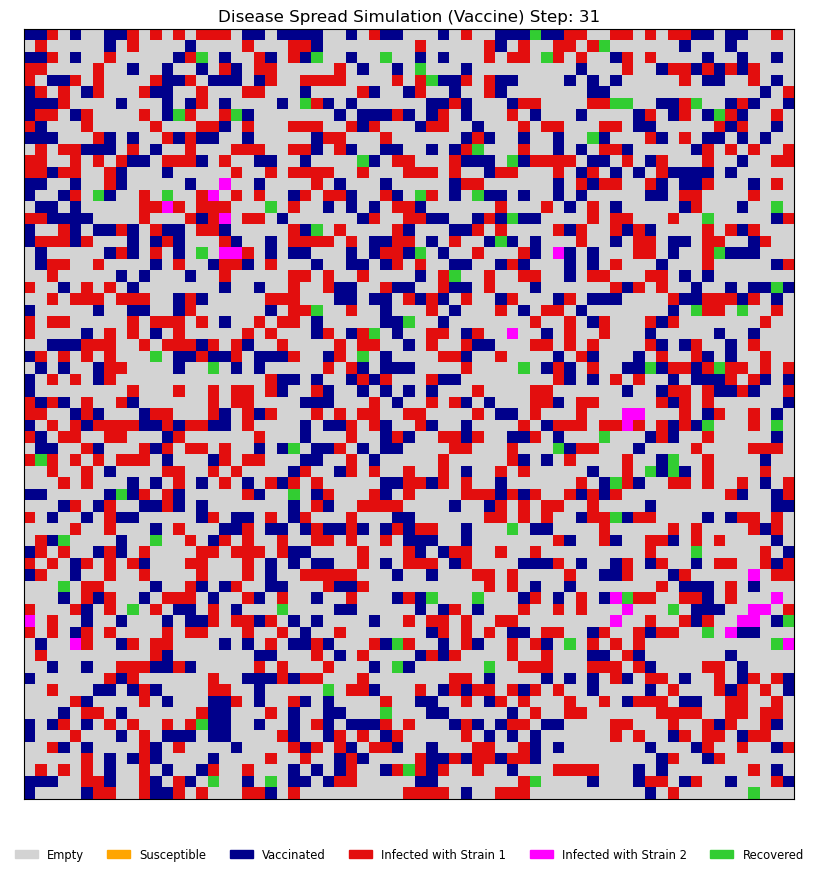 Disease Spread Simulation (Vaccine) Step: 31
Empty Susceptible Vaccinated Infected with Strain 1 Infected with Strain 2 Recovered